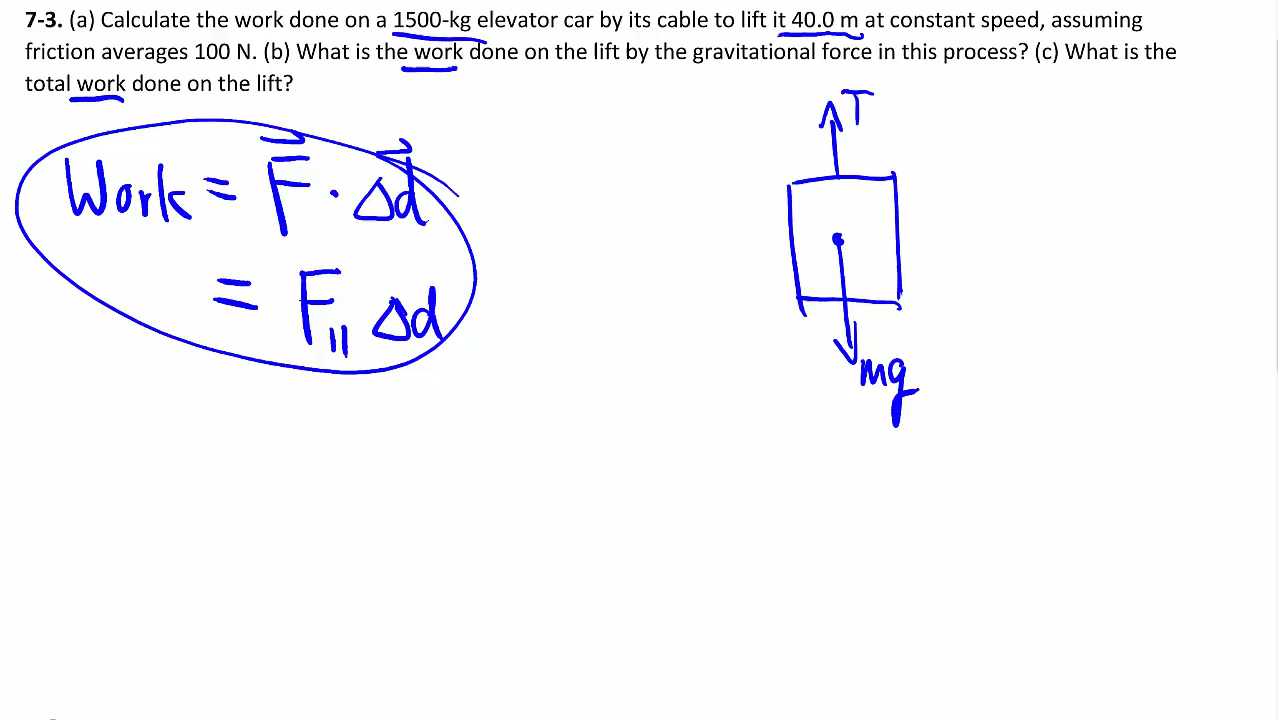 7-3. (a) Calculate the work done on a 1500-kg elevator car by its cable to lift it 40.0 m at constant speed, assuming
friction averages 100 N. (b) What is the work done on the lift by the gravitational force in this process? (c) What is the
total work done on the lift?
T
Work = F⃗ · Δd⃗
= F∥ Δd
mg